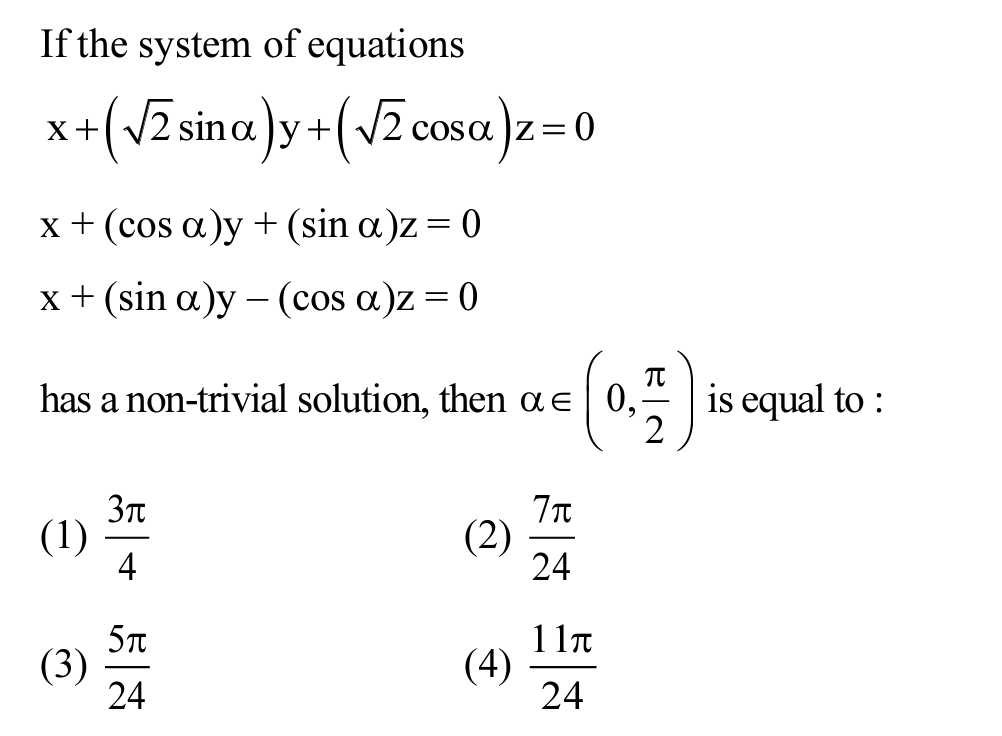 If the system of equations
x+(√2 sinα)y+(√2 cosα)z=0
x + (cos α)y + (sin α)z = 0
x + (sin α)y – (cos α)z = 0
has a non-trivial solution, then α∈(0,π/2) is equal to :
(1) 3π/4 (2) 7π/24
(3) 5π/24 (4) 11π/24